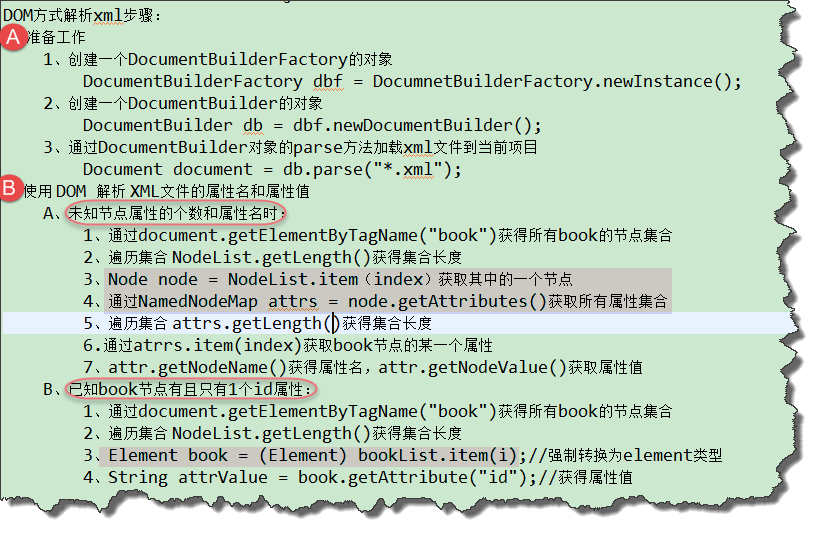 DOM方式解析xml步骤：
A 准备工作
1、创建一个DocumentBuilderFactory的对象
DocumentBuilderFactory dbf = DocumnetBuilderFactory.newInstance();
2、创建一个DocumentBuilder的对象
DocumentBuilder db = dbf.newDocumentBuilder();
3、通过DocumentBuilder对象的parse方法加载xml文件到当前项目
Document document = db.parse("*.xml");
B 使用 DOM 解析 XML文件的属性名和属性值
A、未知节点属性的个数和属性名时：
1、通过document.getElementByTagName("book")获得所有book的节点集合
2、遍历集合 NodeList.getLength()获得集合长度
3、Node node = NodeList.item（index）获取其中的一个节点
4、通过NamedNodeMap attrs = node.getAttributes()获取所有属性集合
5、遍历集合 attrs.getLength()获得集合长度
6.通过atrrs.item(index)获取book节点的某一个属性
7、attr.getNodeName()获得属性名，attr.getNodeValue()获取属性值
B、已知book节点有且只有1个id属性：
1、通过document.getElementByTagName("book")获得所有book的节点集合
2、遍历集合 NodeList.getLength()获得集合长度
3、Element book = (Element) bookList.item(i);//强制转换为element类型
4、String attrValue = book.getAttribute("id");//获得属性值